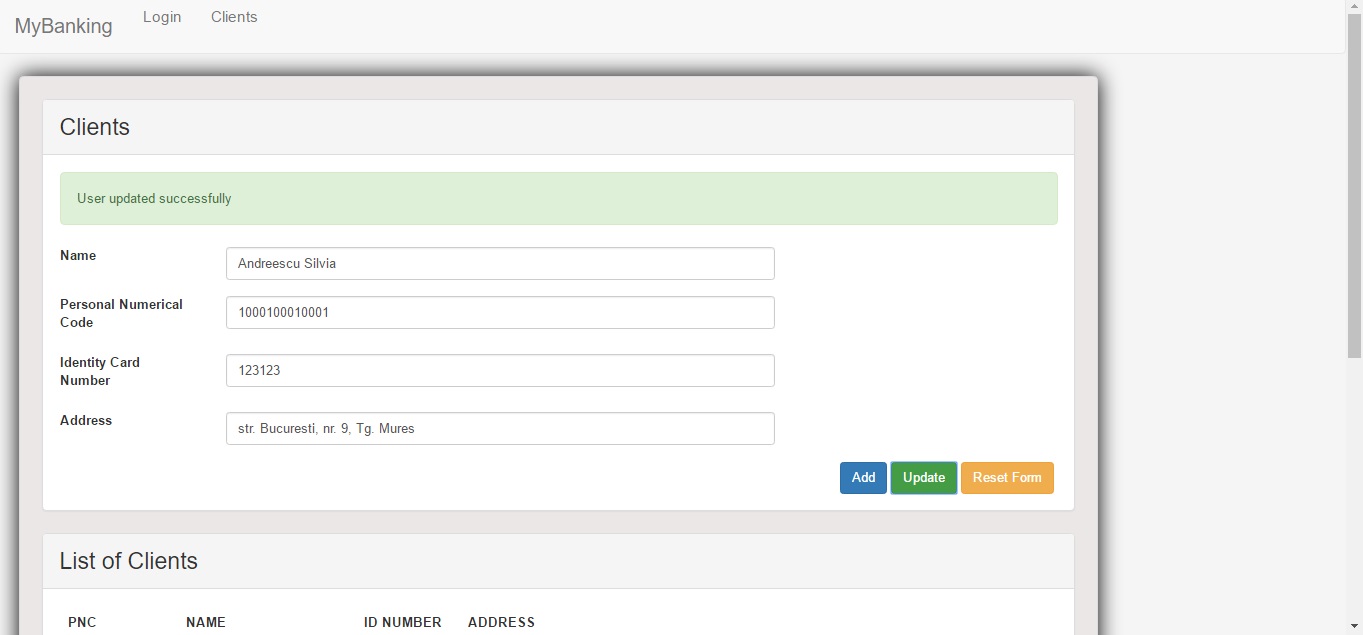 MyBanking Login Clients
Clients
User updated successfully
Name Andreescu Silvia
Personal Numerical
Code
1000100010001
Identity Card
Number
123123
Address str. Bucuresti, nr. 9, Tg. Mures
Add Update Reset Form
List of Clients
PNC NAME ID NUMBER ADDRESS